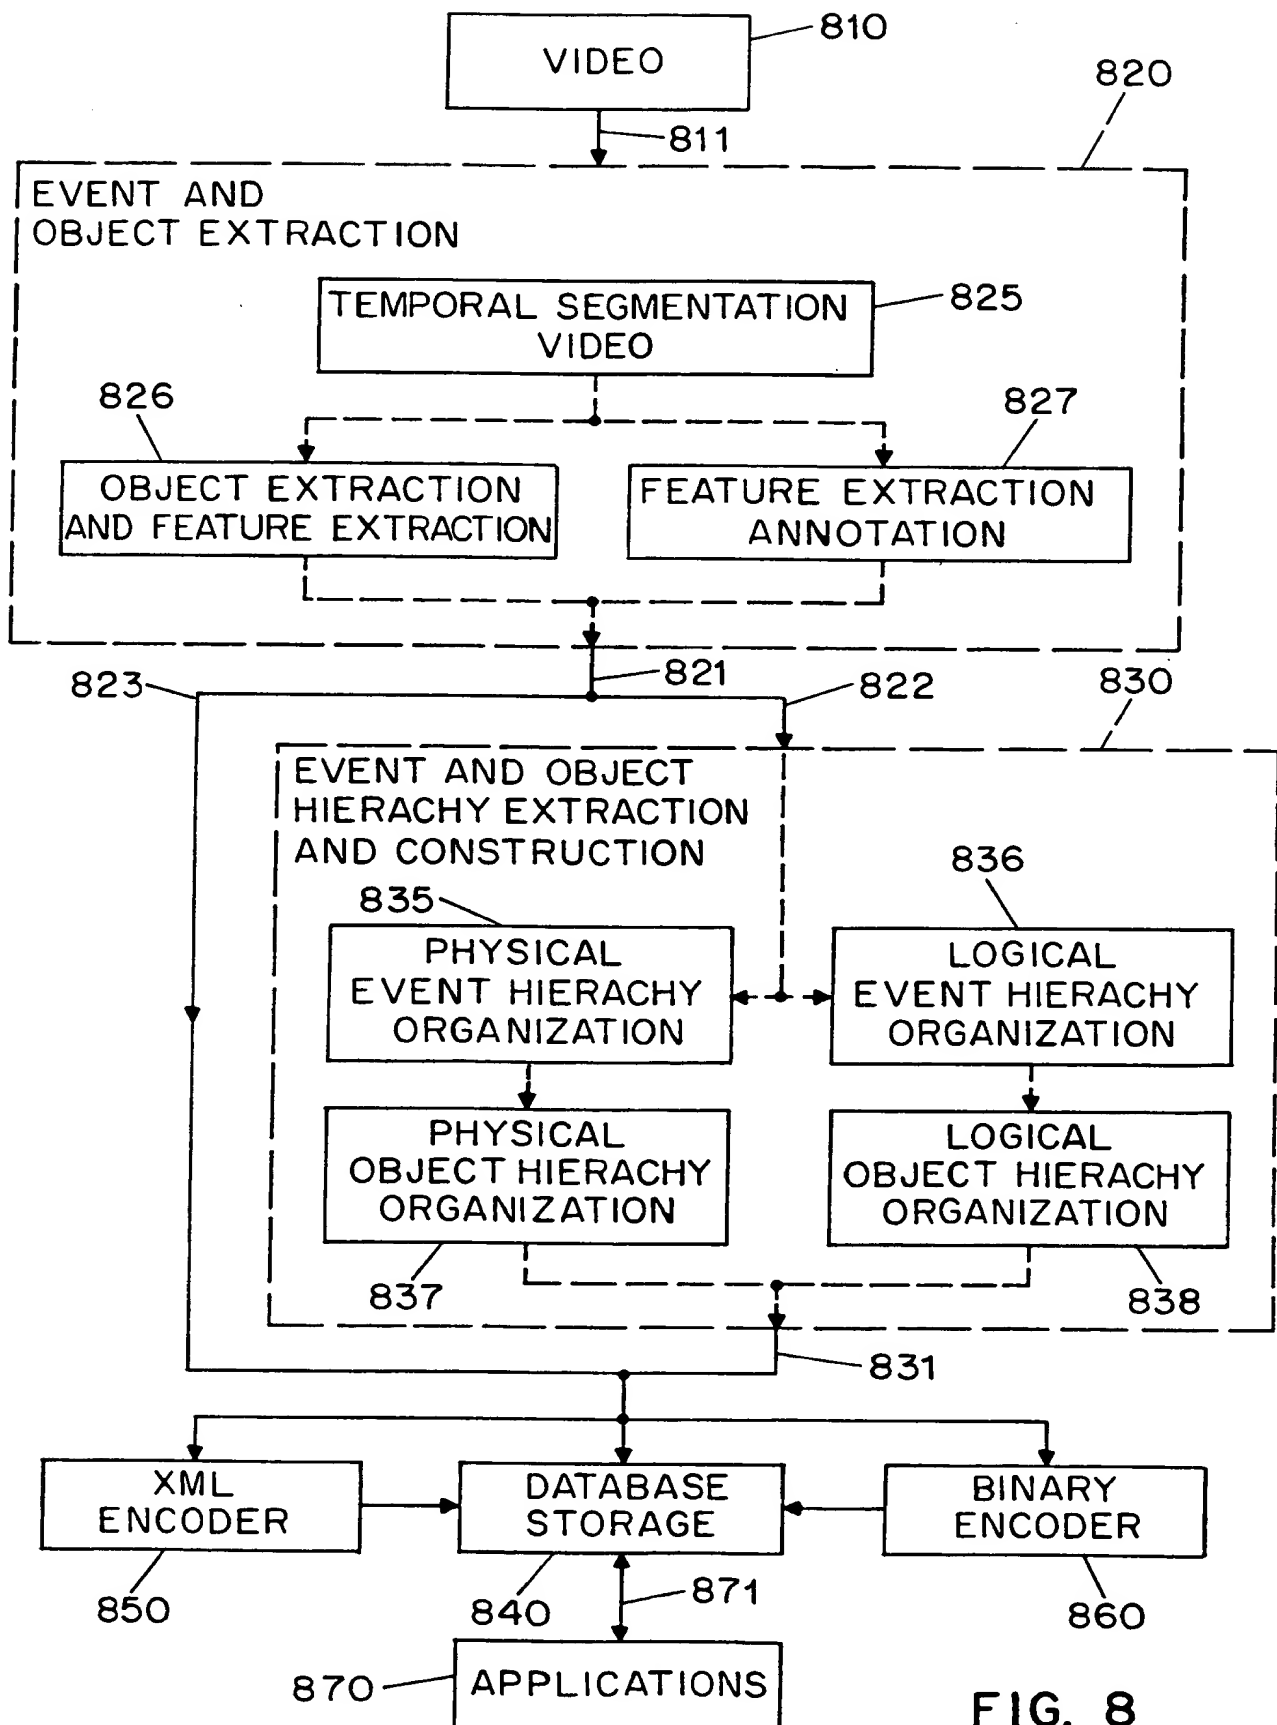 VIDEO
810
811
820
EVENT AND
OBJECT EXTRACTION
TEMPORAL SEGMENTATION
VIDEO
825
826
827
OBJECT EXTRACTION
AND FEATURE EXTRACTION
FEATURE EXTRACTION
ANNOTATION
823
821
822
830
EVENT AND OBJECT
HIERACHY EXTRACTION
AND CONSTRUCTION
835
836
PHYSICAL
EVENT HIERACHY
ORGANIZATION
LOGICAL
EVENT HIERACHY
ORGANIZATION
PHYSICAL
OBJECT HIERACHY
ORGANIZATION
LOGICAL
OBJECT HIERACHY
ORGANIZATION
837
838
831
XML
ENCODER
DATABASE
STORAGE
BINARY
ENCODER
850
840
871
860
870
APPLICATIONS
FIG. 8